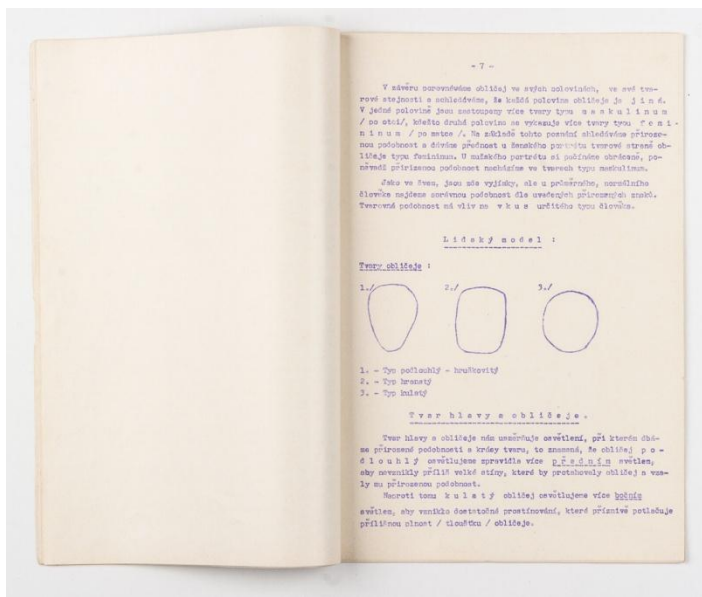 - 7 -
V závěru porovnáváme obličej ve svých polovinách, ve své tva-
rové stejnosti a shledáváme, že každá polovina obličeje je j i n á.
V jedné polovině jsou zastoupeny více tvary typu m a s k u l i n u m
/ po otci/, kdežto druhá polovina se vykazuje více tvary typu f e m i -
n i n u m / po matce /. Na základě tohto poznání shledáváme přiroze-
nou podobnost a dáváme přednost u ženského portrétu tvarové straně ob-
ličeje typu femininum. U mužského portrétu si počínáme obráceně, po-
něvadž přirozenou podobnost nacházíme ve tvarech typu maskulinum.
Jako ve všem, jsou zde vyjímky, ale u průměrného, normálního
člověka najdeme správnou podobnost dle uvedených přirozených znaků.
Tvarovná podobnost má vliv na v k u s určitého typu člověka.
L i d s k ý m o d e l :
Tvary obličeje :
1./ 2./ 3./
1. - Typ podlouhlý - hruškovitý
2. - Typ hranatý
3. - Typ kulatý
T v a r h l a v y a o b l i č e j e .
Tvar hlavy a obličeje nám usměrňuje osvětlení, při kterém dbá-
me přirozené podobnosti a krásy tvaru, to znamená, že obličej p o -
d l o u h l ý osvětlujeme zpravidla více p ř e d n í m světlem,
aby nevznikly příliš velké stíny, které by protahovaly obličej a vza-
ly mu přirozenou podobnost.
Naproti tomu k u l a t ý obličej osvětlujeme více bočním
světlem, aby vzniklo dostatečné prostínování, které příznivě potlačuje
přílišnou plnost / tloušťku / obličeje.